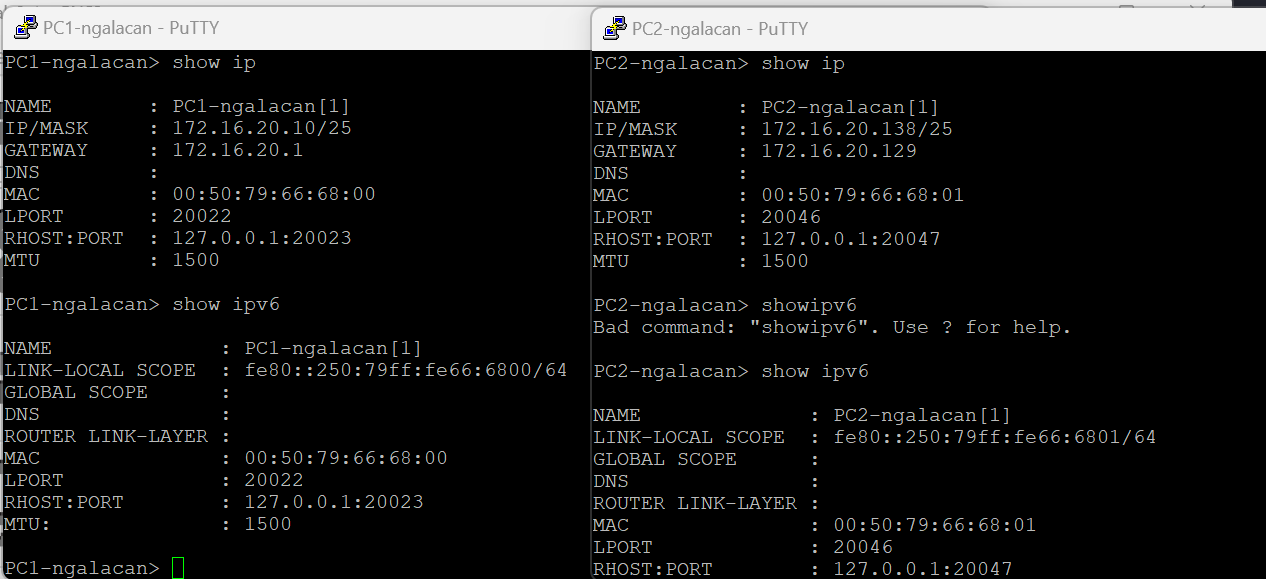 PC1-ngalacan - PuTTY
PC1-ngalacan> show ip
NAME        : PC1-ngalacan[1]
IP/MASK     : 172.16.20.10/25
GATEWAY     : 172.16.20.1
DNS         :
MAC         : 00:50:79:66:68:00
LPORT       : 20022
RHOST:PORT  : 127.0.0.1:20023
MTU         : 1500
PC1-ngalacan> show ipv6
NAME              : PC1-ngalacan[1]
LINK-LOCAL SCOPE  : fe80::250:79ff:fe66:6800/64
GLOBAL SCOPE      :
DNS               :
ROUTER LINK-LAYER :
MAC               : 00:50:79:66:68:00
LPORT             : 20022
RHOST:PORT        : 127.0.0.1:20023
MTU:              : 1500
PC1-ngalacan>
PC2-ngalacan - PuTTY
PC2-ngalacan> show ip
NAME        : PC2-ngalacan[1]
IP/MASK     : 172.16.20.138/25
GATEWAY     : 172.16.20.129
DNS         :
MAC         : 00:50:79:66:68:01
LPORT       : 20046
RHOST:PORT  : 127.0.0.1:20047
MTU         : 1500
PC2-ngalacan> showipv6
Bad command: "showipv6". Use ? for help.
PC2-ngalacan> show ipv6
NAME              : PC2-ngalacan[1]
LINK-LOCAL SCOPE  : fe80::250:79ff:fe66:6801/64
GLOBAL SCOPE      :
DNS               :
ROUTER LINK-LAYER :
MAC               : 00:50:79:66:68:01
LPORT             : 20046
RHOST:PORT        : 127.0.0.1:20047